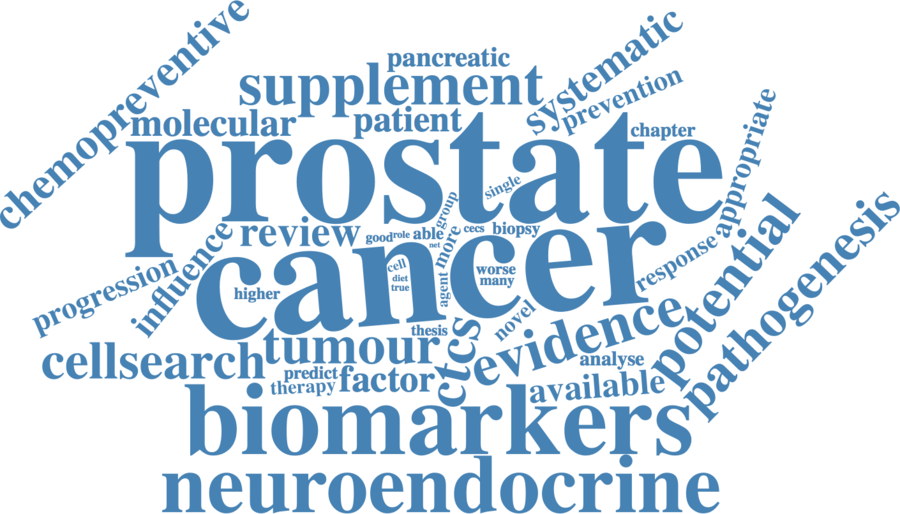 chemopreventive
pancreatic
systematic
supplement
prevention
molecular
patient
chapter
appropriate
prostate
single
group
influence
review
good
role
able
net
more
cecs
biopsy
cancer
cell
diet
true
agent
worse
many
response
potential
pathogenesis
progression
higher
thesis
novel
evidence
cellsearch
tumour
ctcs
analyse
predict
therapy
factor
available
biomarkers
neuroendocrine